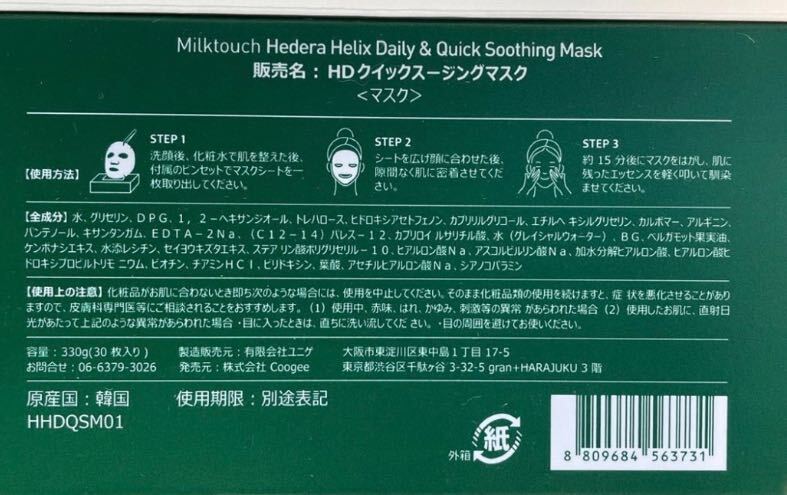 Milktouch Hedera Helix Daily & Quick Soothing Mask
販売名：HDクイックスージングマスク
＜マスク＞
【使用方法】
STEP 1
洗顔後、化粧水で肌を整えた後、
付属のピンセットでマスクシートを一
枚取り出してください。
STEP 2
シートを広げ顔に合わせた後、
隙間なく肌に密着させてくだ
さい。
STEP 3
約 15 分後にマスクをはがし、肌に
残ったエッセンスを軽く叩いて馴染
ませてください。
【全成分】水、グリセリン、DPG、1，2－ヘキサンジオール、トレハロース、ヒドロキシアセトフェノン、カプリリルグリコール、エチルヘ キシルグリセリン、カルボマー、アルギニン、
パンテノール、キサンタンガム、EDTA－2Na、（C12－14）パレス－12、カプロイ ルサリチル酸、水（グレイシャルウォーター）、BG、ベルガモット果実油、
ケンポナシエキス、水添レシチン、セイヨウキズタエキス、ステア リン酸ポリグリセリル－10、ヒアルロン酸Na、アスコルビルリン酸Na、加水分解ヒアルロン酸、ヒアルロン酸ヒ
ドロキシプロピルトリモ ニウム、ビオチン、チアミンHCl、ピリドキシン、葉酸、アセチルヒアルロン酸Na、シアノコバラミン
【使用上の注意】化粧品がお肌に合わないとき即ち次のような場合には、使用を中止してください。そのまま化粧品類の使用を続けますと、症 状を悪化させることがあり
ますので、皮膚科専門医等にご相談されることをおすすめします。（1）使用中、赤味、はれ、かゆみ、刺激等の異常 があらわれた場合（2）使用したお肌に、直射日
光があたって上記のような異常があらわれた場合・目に入ったときは、直ちに洗い流してくだ さい。・目の周囲を避けてお使いください。
容量：330g(30 枚入り) 製造販売元：有限会社ユニゲ 大阪市東淀川区東中島１丁目 17-5
お問合せ：06-6379-3026 発売元：株式会社 Coogee 東京都渋谷区千駄ヶ谷 3-32-5 gran+HARAJUKU 3 階
原産国：韓国 使用期限：別途表記
HHDQSM01
外箱 紙
8 809684 563731